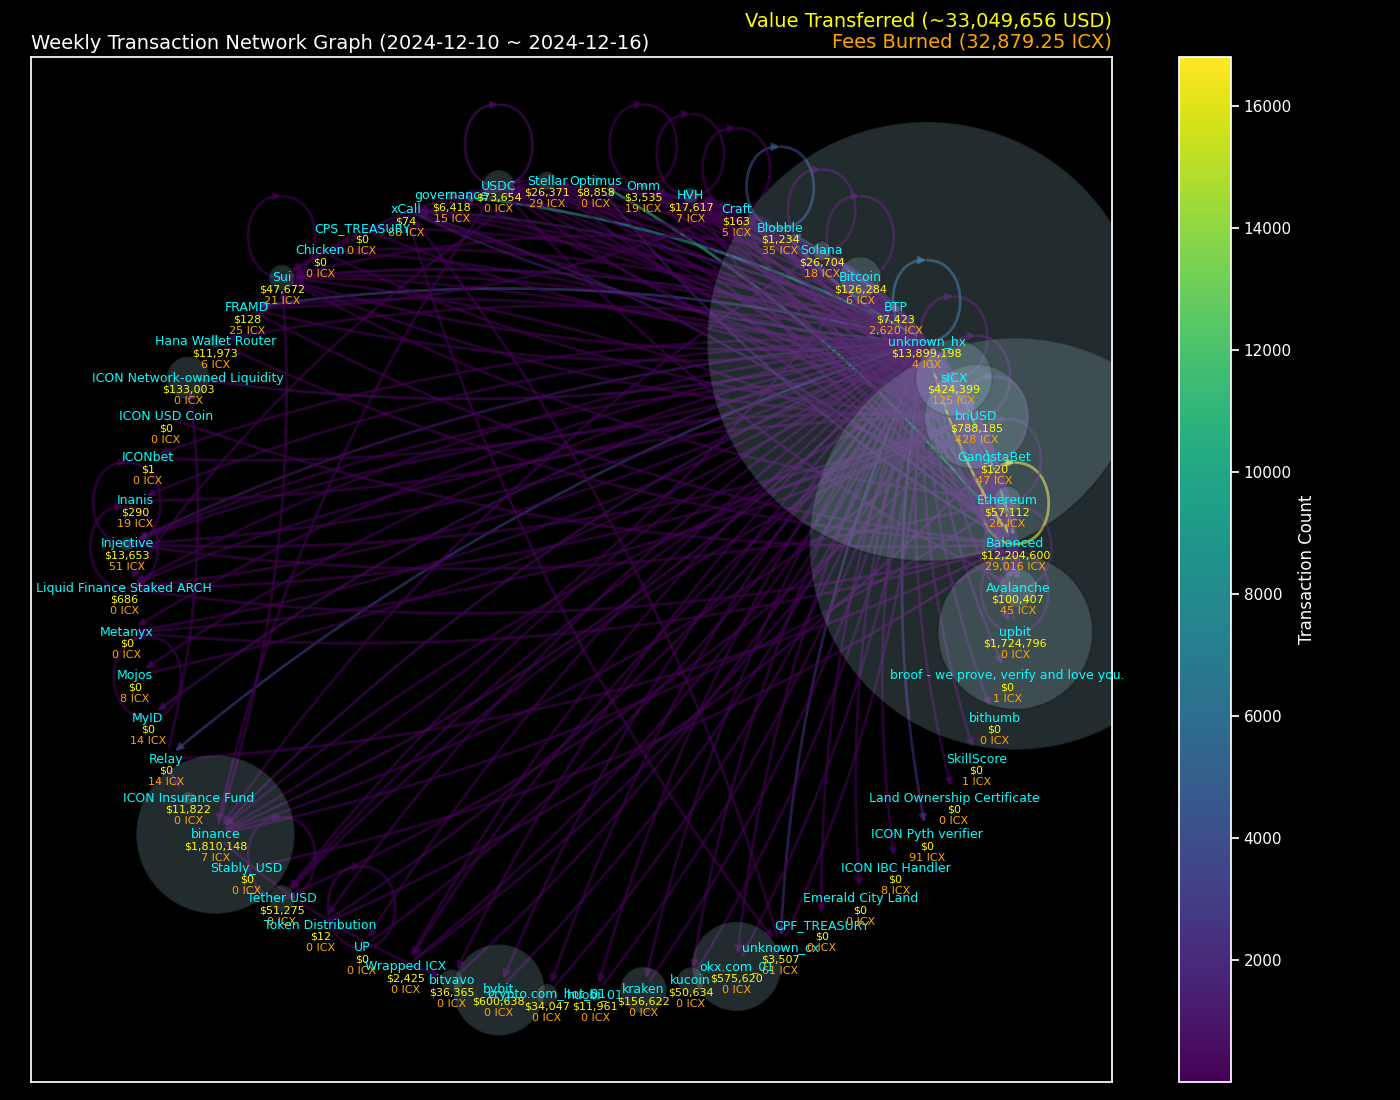 Value Transferred (~33,049,656 USD)
Weekly Transaction Network Graph (2024-12-10 ~ 2024-12-16)
Fees Burned (32,879.25 ICX)
USDC
$73,654
0 ICX
Stellar
$26,371
29 ICX
Optimus
$8,858
0 ICX
Omm
$3,535
19 ICX
HVH
$17,617
7 ICX
Craft
$163
5 ICX
Blobble
$1,234
35 ICX
Solana
$26,704
18 ICX
Bitcoin
$126,284
6 ICX
BTP
$7,423
2,620 ICX
unknown_hx
$13,899,198
4 ICX
sICX
$424,399
125 ICX
bnUSD
$788,185
428 ICX
GangstaBet
$120
47 ICX
Ethereum
$57,112
26 ICX
Balanced
$12,204,600
29,016 ICX
Avalanche
$100,407
45 ICX
upbit
$1,724,796
0 ICX
broof - we prove, verify and love you.
$0
1 ICX
bithumb
$0
0 ICX
SkillScore
$0
1 ICX
Land Ownership Certificate
$0
0 ICX
ICON Pyth verifier
$0
91 ICX
ICON IBC Handler
$0
8 ICX
Emerald City Land
$0
0 ICX
CPF_TREASURY
$0
0 ICX
unknown_cx
$3,507
61 ICX
okx.com_01
$575,620
0 ICX
kucoin
$50,634
0 ICX
kraken
$156,622
0 ICX
huobi_01
$11,961
0 ICX
crypto.com_hot_01
$34,047
0 ICX
bybit
$600,638
0 ICX
bitvavo
$36,365
0 ICX
Wrapped ICX
$2,425
0 ICX
UP
$0
0 ICX
Token Distribution
$12
0 ICX
Tether USD
$51,275
0 ICX
Stably_USD
$0
0 ICX
binance
$1,810,148
7 ICX
ICON Insurance Fund
$11,822
0 ICX
Relay
$0
14 ICX
MyID
$0
14 ICX
Mojos
$0
8 ICX
Metanyx
$0
0 ICX
Liquid Finance Staked ARCH
$686
0 ICX
Injective
$13,653
51 ICX
Inanis
$290
19 ICX
ICONbet
$1
0 ICX
ICON USD Coin
$0
0 ICX
ICON Network-owned Liquidity
$133,003
0 ICX
Hana Wallet Router
$11,973
6 ICX
FRAMD
$128
25 ICX
Sui
$47,672
21 ICX
Chicken
$0
0 ICX
CPS_TREASURY
$0
0 ICX
xCall
$74
ICX
governance
$6,418
15 ICX
16000
14000
12000
10000
8000
6000
4000
2000
Transaction Count